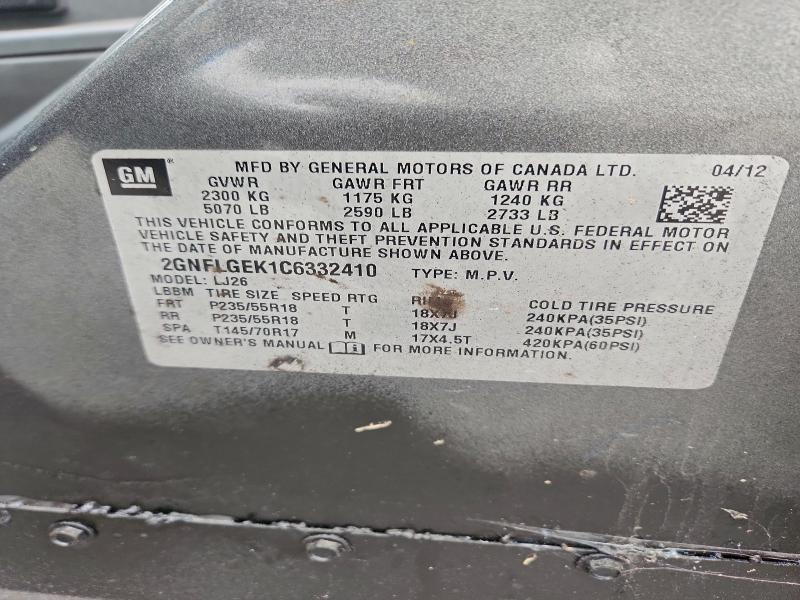 GM ® MFD BY GENERAL MOTORS OF CANADA LTD. 04/12
GVWR GAWR FRT GAWR RR
2300 KG 1175 KG 1240 KG
5070 LB 2590 LB 2733 LB
THIS VEHICLE CONFORMS TO ALL APPLICABLE U.S. FEDERAL MOTOR
VEHICLE SAFETY AND THEFT PREVENTION STANDARDS IN EFFECT ON
THE DATE OF MANUFACTURE SHOWN ABOVE.
2GNFLGEK1C6332410 TYPE: M.P.V.
MODEL: LJ26
LBBM TIRE SIZE SPEED RTG COLD TIRE PRESSURE
FRT P235/55R18 T 18X7J 240KPA(35PSI)
RR P235/55R18 T 18X7J 240KPA(35PSI)
SPA T145/70R17 M 17X4.5T 420KPA(60PSI)
SEE OWNER'S MANUAL FOR MORE INFORMATION.